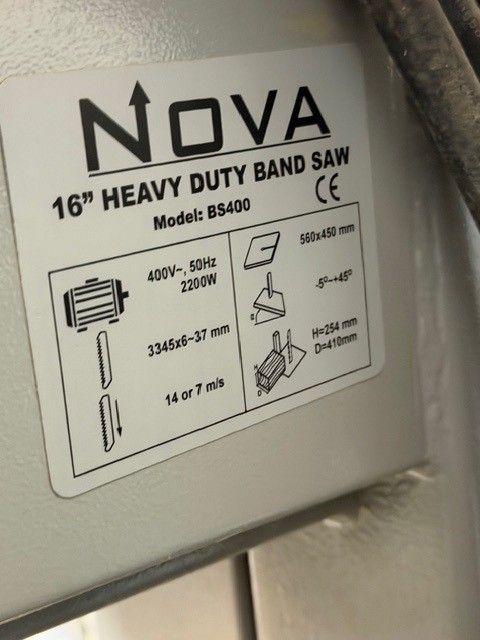 NOVA
16” HEAVY DUTY BAND SAW
Model: BS400
CE
400V~, 50Hz
2200W
3345x6~37 mm
14 or 7 m/s
560x450 mm
-5º~+45º
H=254 mm
D=410mm
H
D